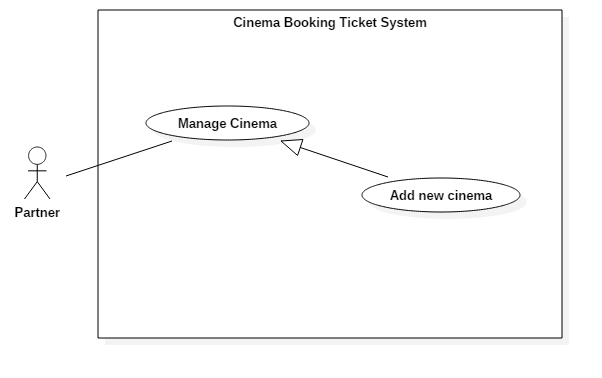 Cinema Booking Ticket System
Manage Cinema
Add new cinema
Partner